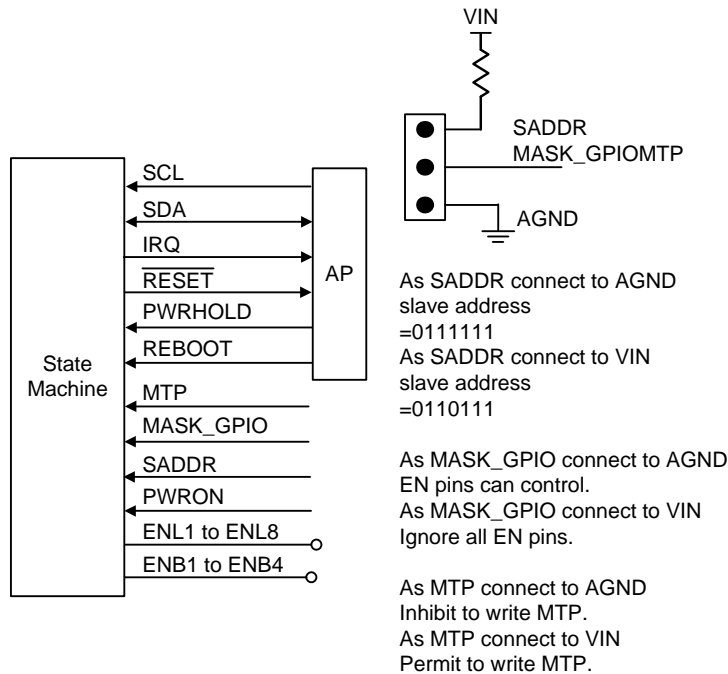 VIN
SADDR
MASK_GPIOMTP
AGND
SCL
SDA
IRQ
RESET
PWRHOLD
REBOOT
MTP
MASK_GPIO
SADDR
PWRON
ENL1 to ENL8
ENB1 to ENB4
State
Machine
AP
As SADDR connect to AGND
slave address
=0111111
As SADDR connect to VIN
slave address
=0110111
As MASK_GPIO connect to AGND
EN pins can control.
As MASK_GPIO connect to VIN
Ignore all EN pins.
As MTP connect to AGND
Inhibit to write MTP.
As MTP connect to VIN
Permit to write MTP.